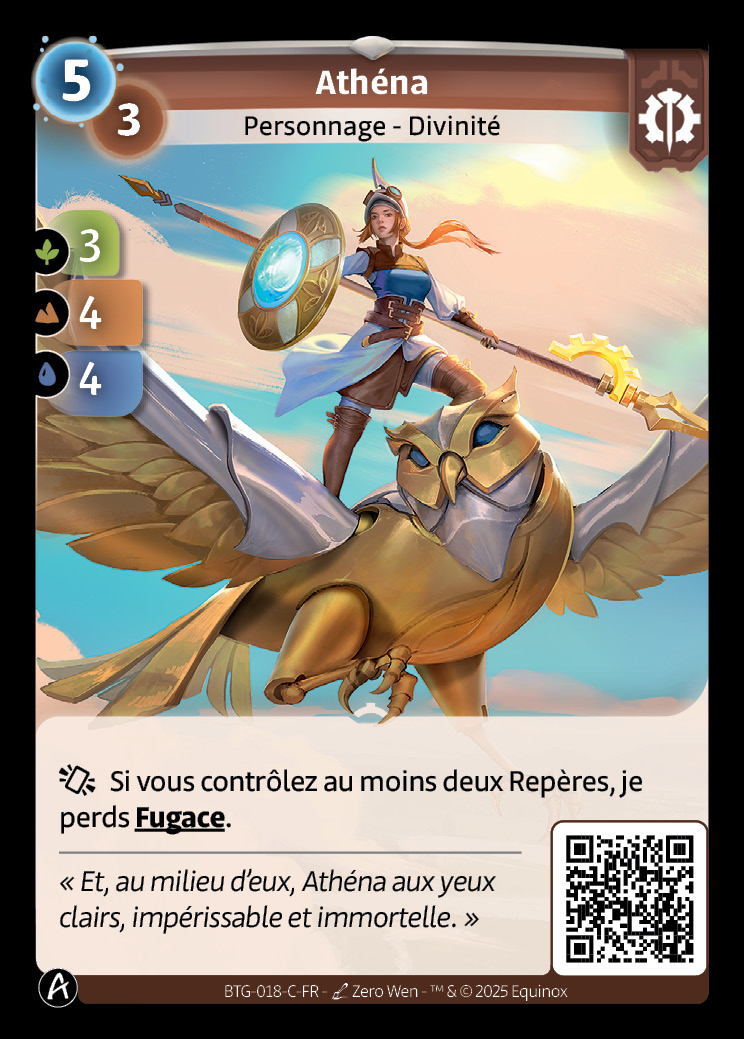 5
Athéna
3
Personnage - Divinité
3
4
4
Si vous contrôlez au moins deux Repères, je
perds Fugace.
« Et, au milieu d'eux, Athéna aux yeux
clairs, impérissable et immortelle. »
A
BTG-018-C-FR - Zero Wen - ™ & © 2025 Equinox